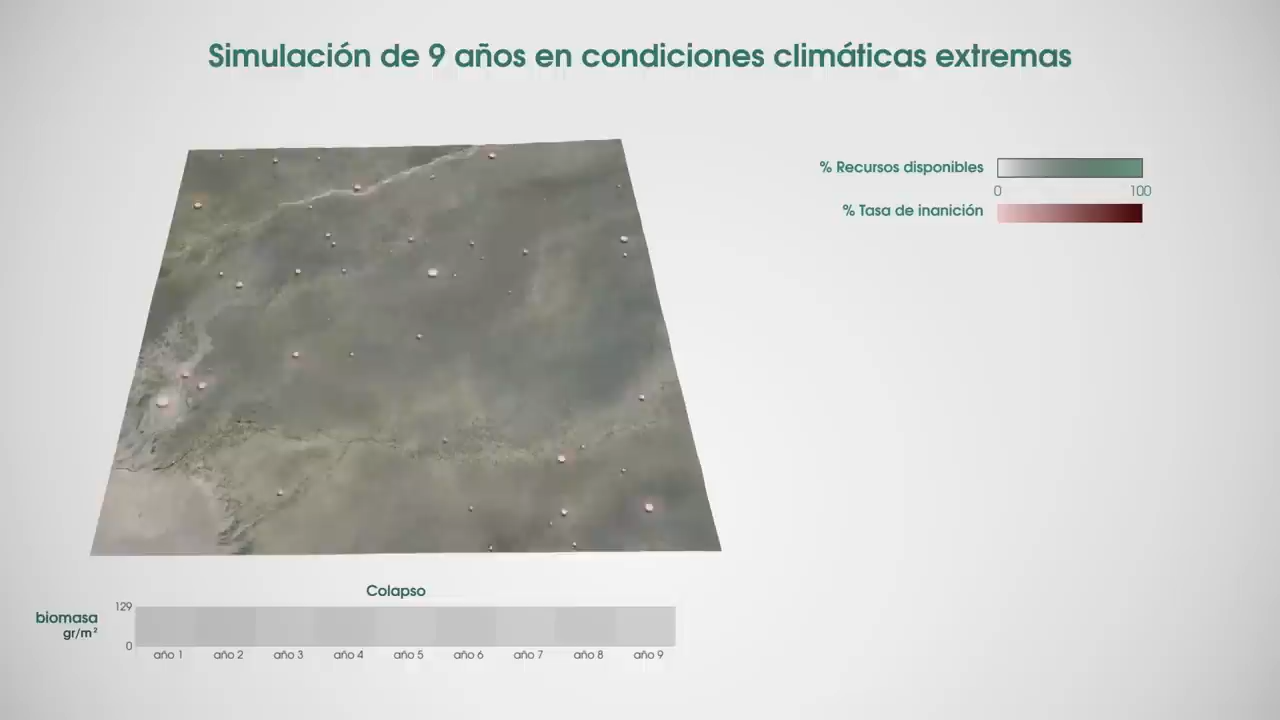 Simulación de 9 años en condiciones climáticas extremas
% Recursos disponibles
0 100
% Tasa de inanición
Colapso
biomasa
gr/m²
129
0
año 1 año 2 año 3 año 4 año 5 año 6 año 7 año 8 año 9